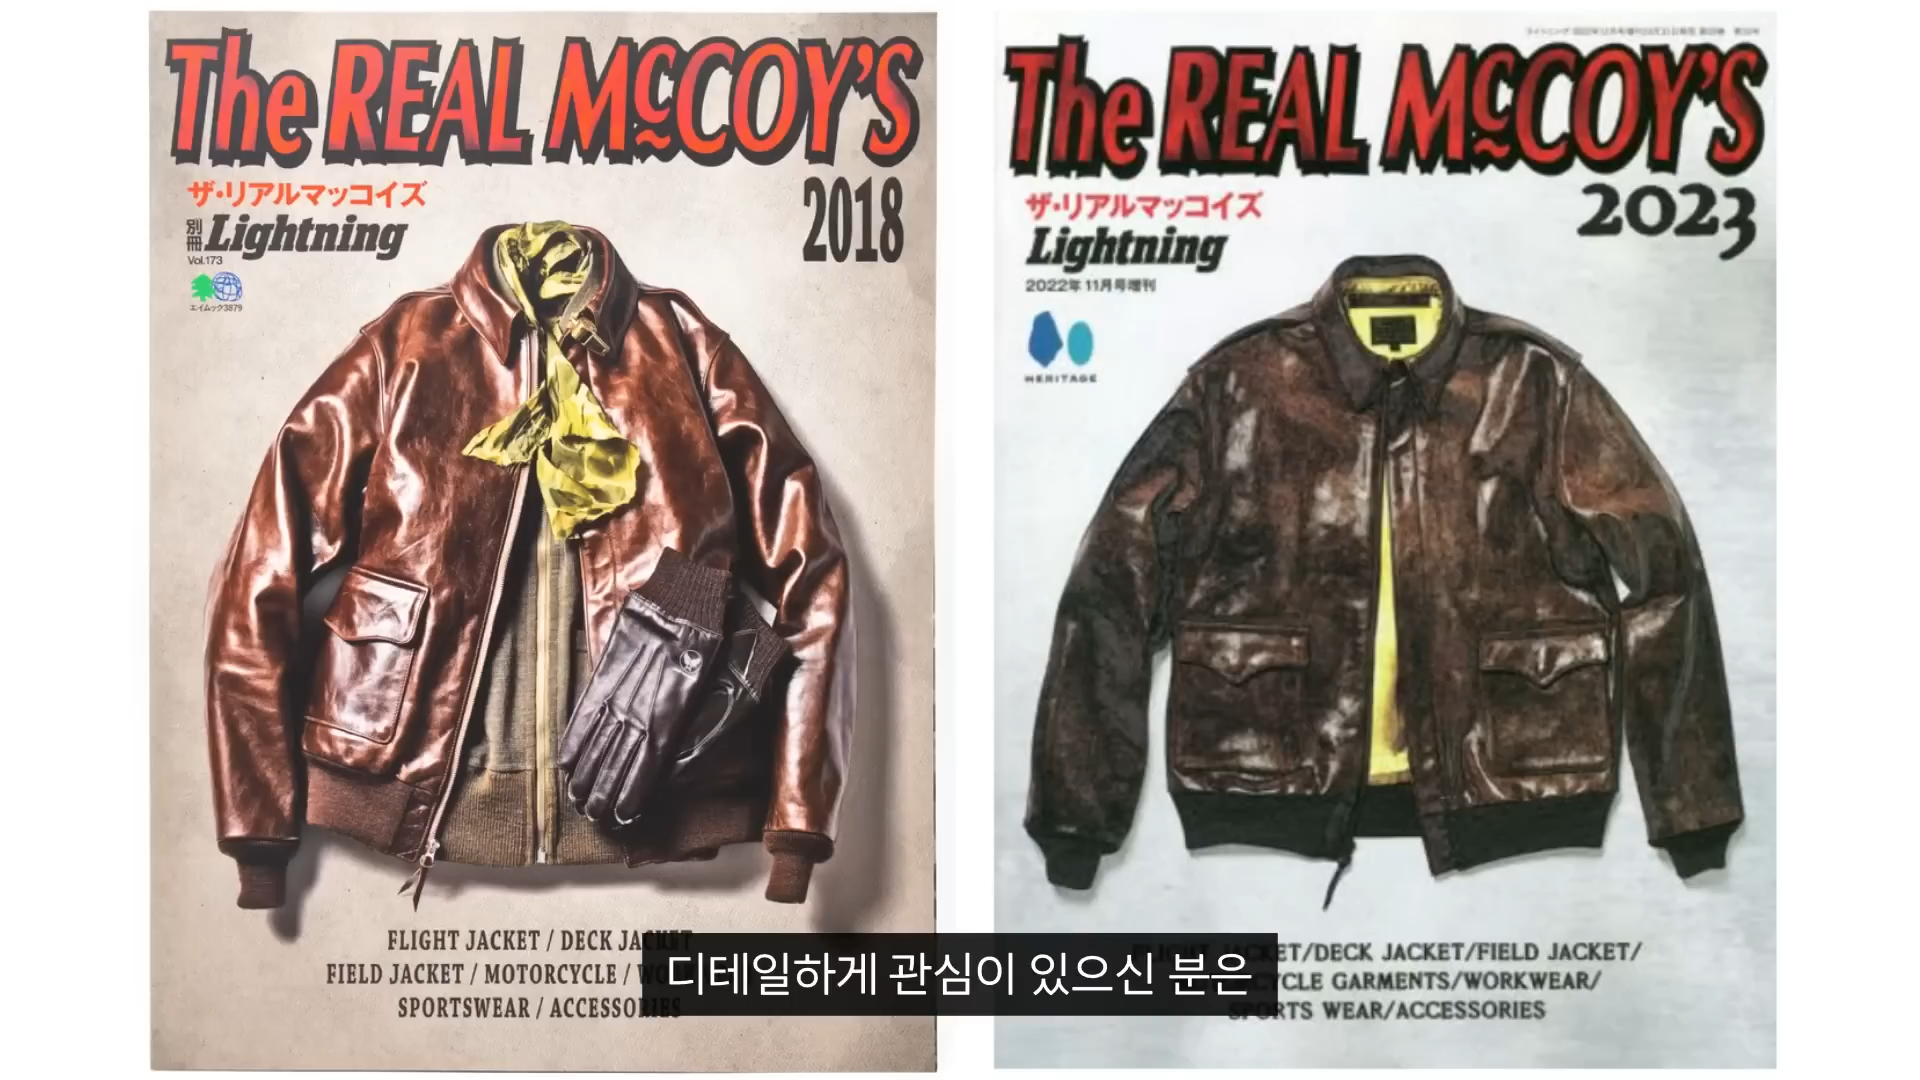 The REAL McCOY'S
ザ・リアルマッコイズ
2018
別冊 Lightning
Vol.173
エイムック3879
FLIGHT JACKET / DECK JACKET
FIELD JACKET / MOTORCYCLE /
SPORTSWEAR / ACCESSORIES
The REAL McCOY'S
ザ・リアルマッコイズ
2023
Lightning
2022年 11月号増刊
HERITAGE
FLIGHT JACKET/DECK JACKET/FIELD JACKET/
CYCLE GARMENTS/WORKWEAR/
SPORTS WEAR/ACCESSORIES
디테일하게 관심이 있으신 분은